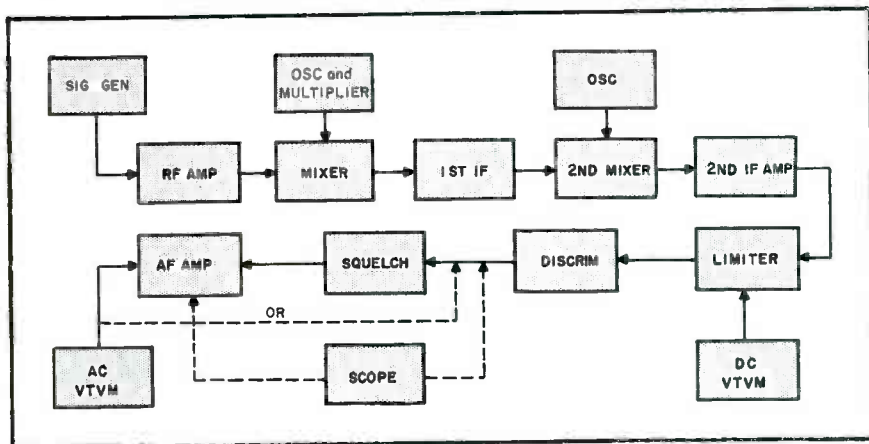 SIG GEN
OSC and
MULTIPLIER
OSC
RF AMP
MIXER
1ST IF
2ND MIXER
2ND IF AMP
AF AMP
SQUELCH
DISCRIM
LIMITER
OR
AC
VTVM
SCOPE
DC
VTVM